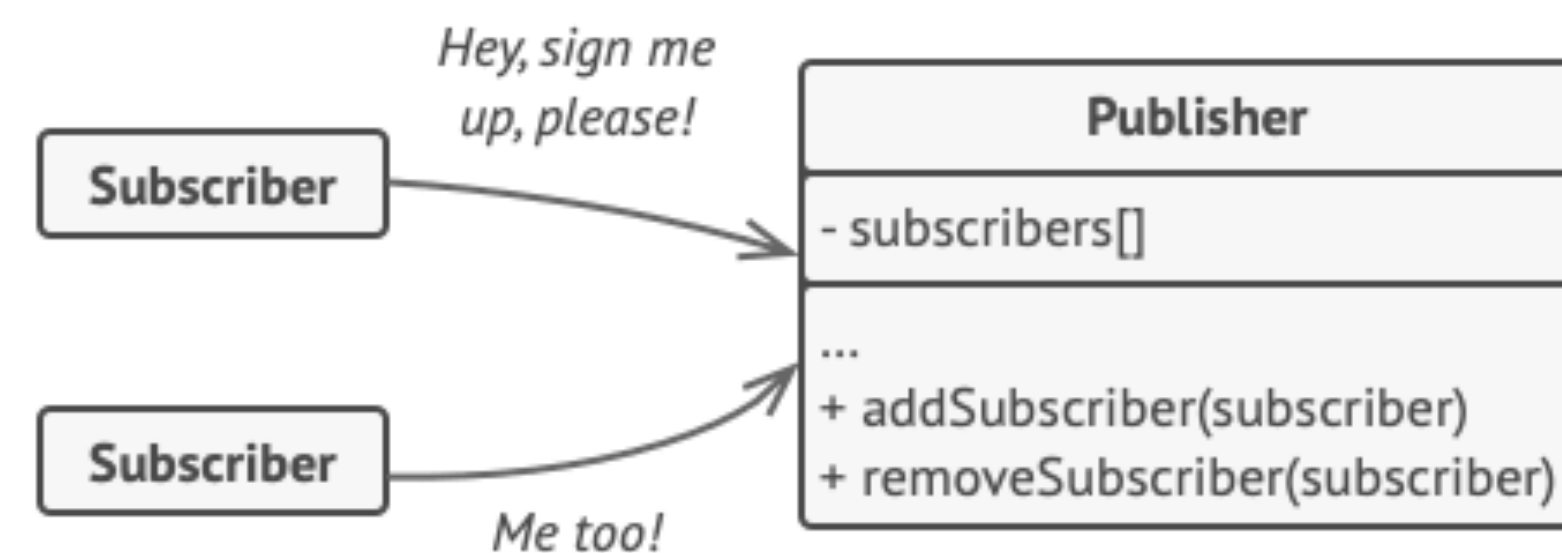 Hey, sign me
up, please!
Subscriber
Publisher
- subscribers[]
...
+ addSubscriber(subscriber)
+ removeSubscriber(subscriber)
Subscriber
Me too!